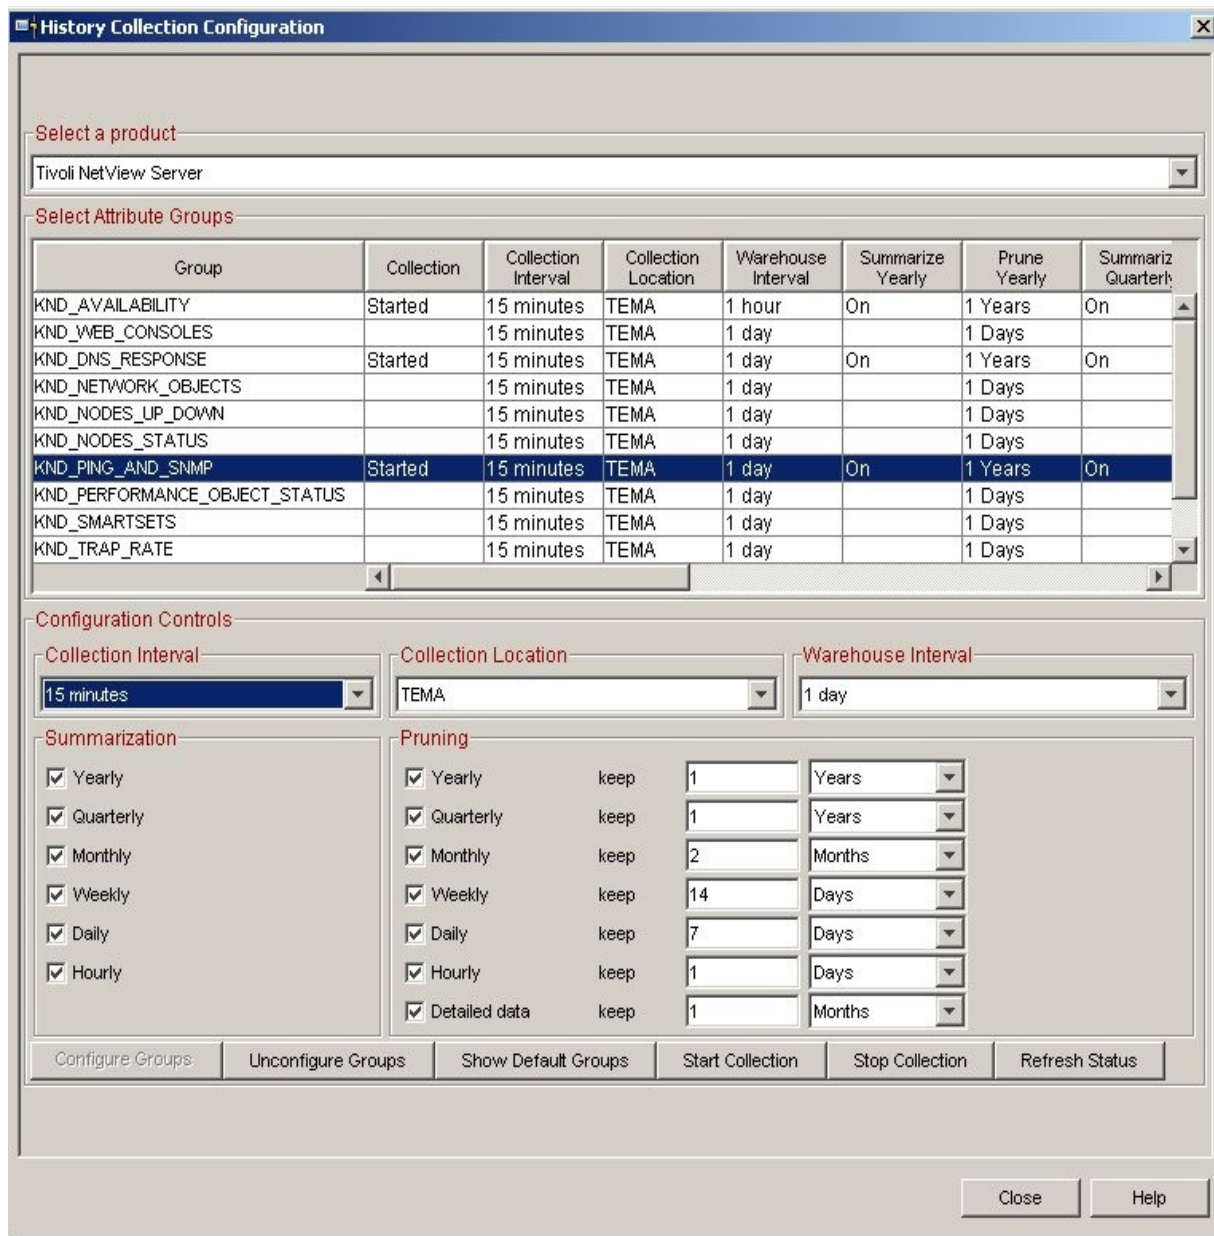 History Collection Configuration
Select a product
Tivoli NetView Server
Select Attribute Groups
Group Collection Collection Interval Collection Location Warehouse Interval Summarize Yearly Prune Yearly Summariz Quarterly
KND_AVAILABILITY Started 15 minutes TEMA 1 hour On 1 Years On
KND_WEB_CONSOLES 15 minutes TEMA 1 day 1 Days
KND_DNS_RESPONSE Started 15 minutes TEMA 1 day On 1 Years On
KND_NETWORK_OBJECTS 15 minutes TEMA 1 day 1 Days
KND_NODES_UP_DOWN 15 minutes TEMA 1 day 1 Days
KND_NODES_STATUS 15 minutes TEMA 1 day 1 Days
KND_PING_AND_SNMP Started 15 minutes TEMA 1 day On 1 Years On
KND_PERFORMANCE_OBJECT_STATUS 15 minutes TEMA 1 day 1 Days
KND_SMARTSETS 15 minutes TEMA 1 day 1 Days
KND_TRAP_RATE 15 minutes TEMA 1 day 1 Days
Configuration Controls
Collection Interval Collection Location Warehouse Interval
15 minutes TEMA 1 day
Summarization Pruning
Yearly Yearly keep 1 Years
Quarterly Quarterly keep 1 Years
Monthly Monthly keep 2 Months
Weekly Weekly keep 14 Days
Daily Daily keep 7 Days
Hourly Hourly keep 1 Days
Detailed data keep 1 Months
Configure Groups Unconfigure Groups Show Default Groups Start Collection Stop Collection Refresh Status
Close Help